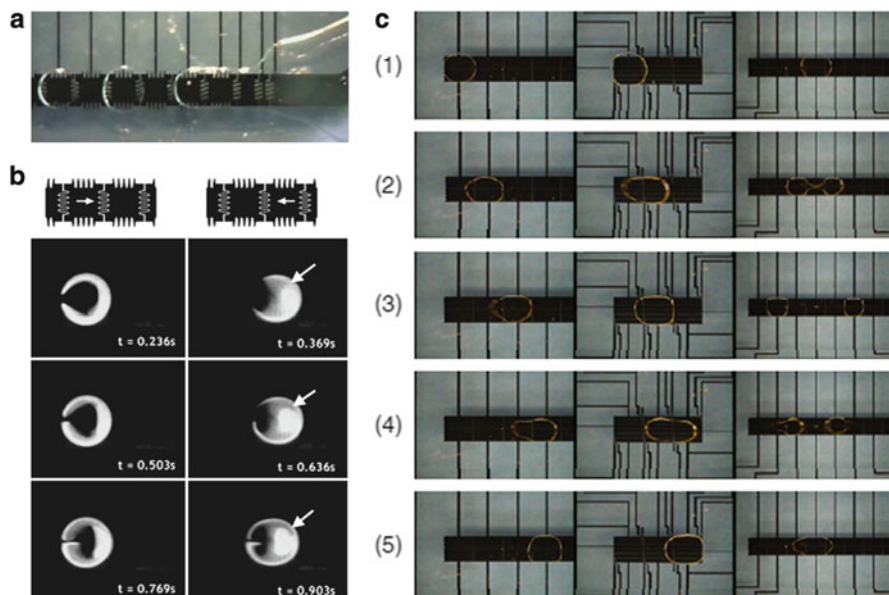 a
b
t = 0.236s
t = 0.369s
t = 0.503s
t = 0.636s
t = 0.769s
t = 0.903s
c
(1)
(2)
(3)
(4)
(5)